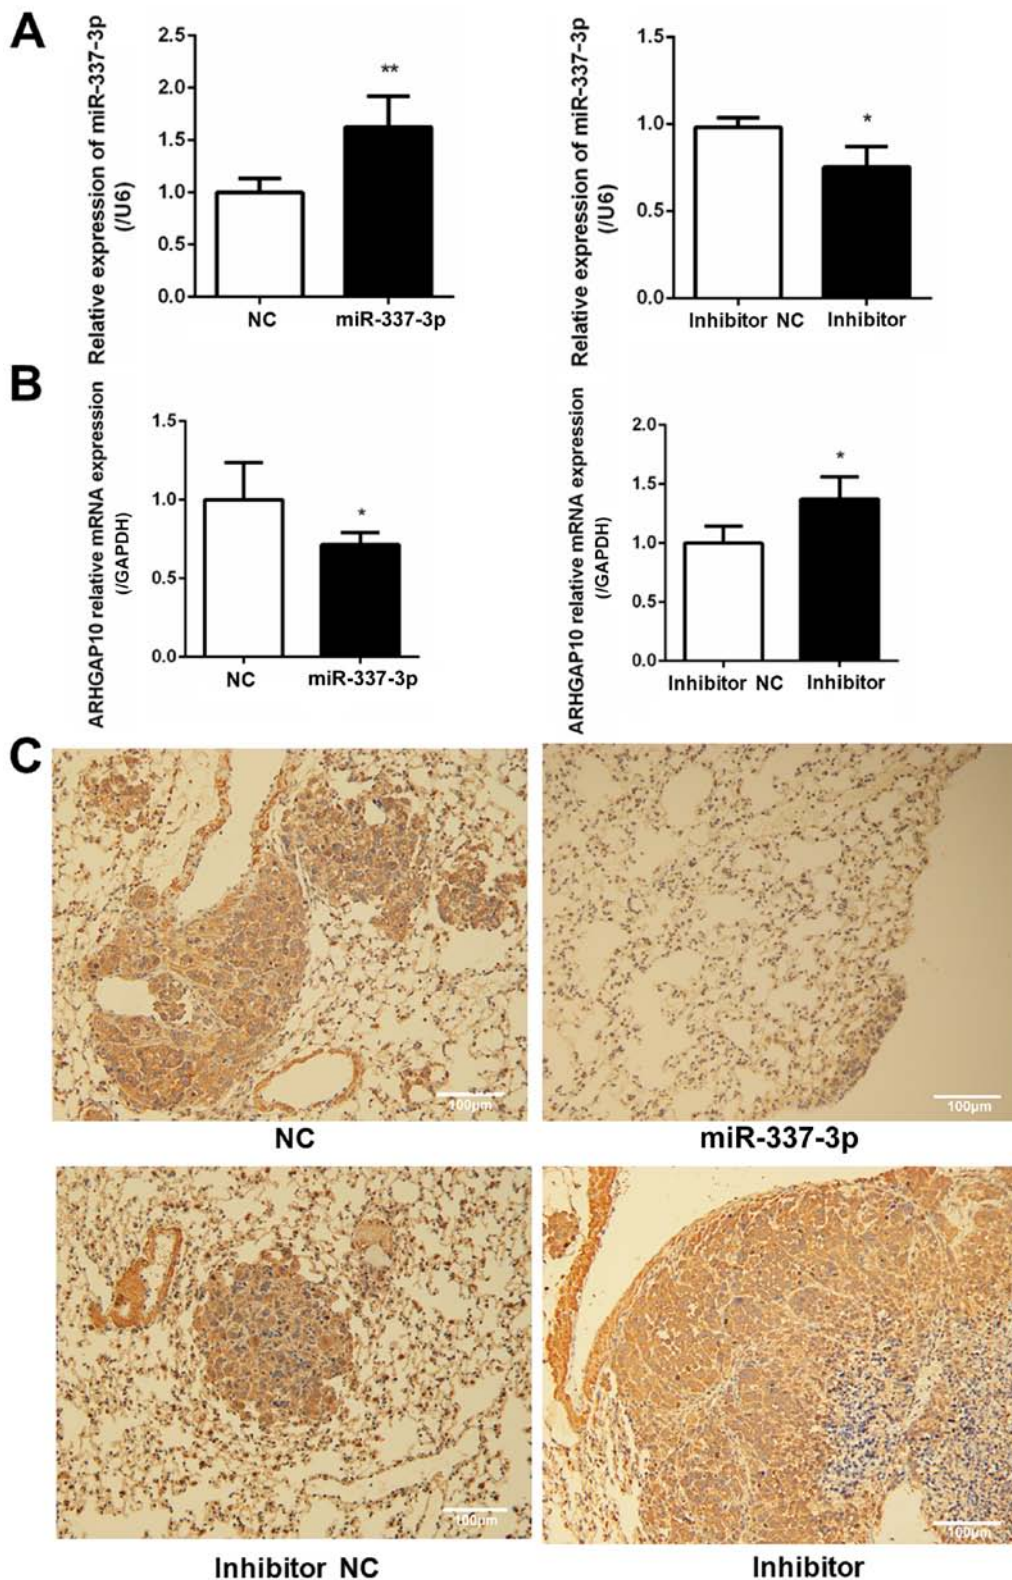 A
Relative expression of miR-337-3p
(/U6)
2.5
2.0
1.5
1.0
0.5
0.0
**
NC miR-337-3p
Relative expression of miR-337-3p
(/U6)
1.5
1.0
0.5
0.0
*
Inhibitor NC Inhibitor
B
ARHGAP10 relative mRNA expression
(/GAPDH)
1.5
1.0
0.5
0.0
*
NC miR-337-3p
ARHGAP10 relative mRNA expression
(/GAPDH)
2.0
1.5
1.0
0.5
0.0
*
Inhibitor NC Inhibitor
C
100μm
100μm
NC
miR-337-3p
100μm
100μm
Inhibitor NC
Inhibitor